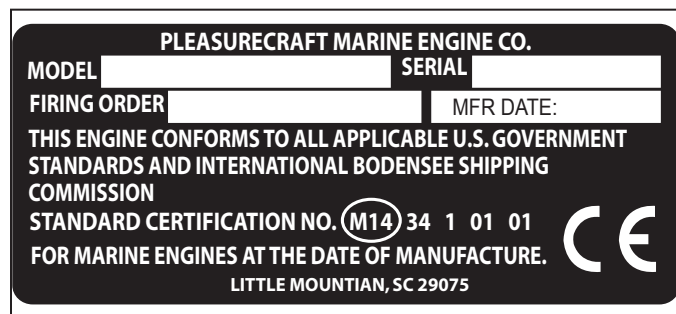 PLEASURECRAFT MARINE ENGINE CO.
MODEL SERIAL
FIRING ORDER MFR DATE:
THIS ENGINE CONFORMS TO ALL APPLICABLE U.S. GOVERNMENT
STANDARDS AND INTERNATIONAL BODENSEE SHIPPING
COMMISSION
STANDARD CERTIFICATION NO. M14 34 1 01 01
FOR MARINE ENGINES AT THE DATE OF MANUFACTURE.
CE
LITTLE MOUNTIAN, SC 29075